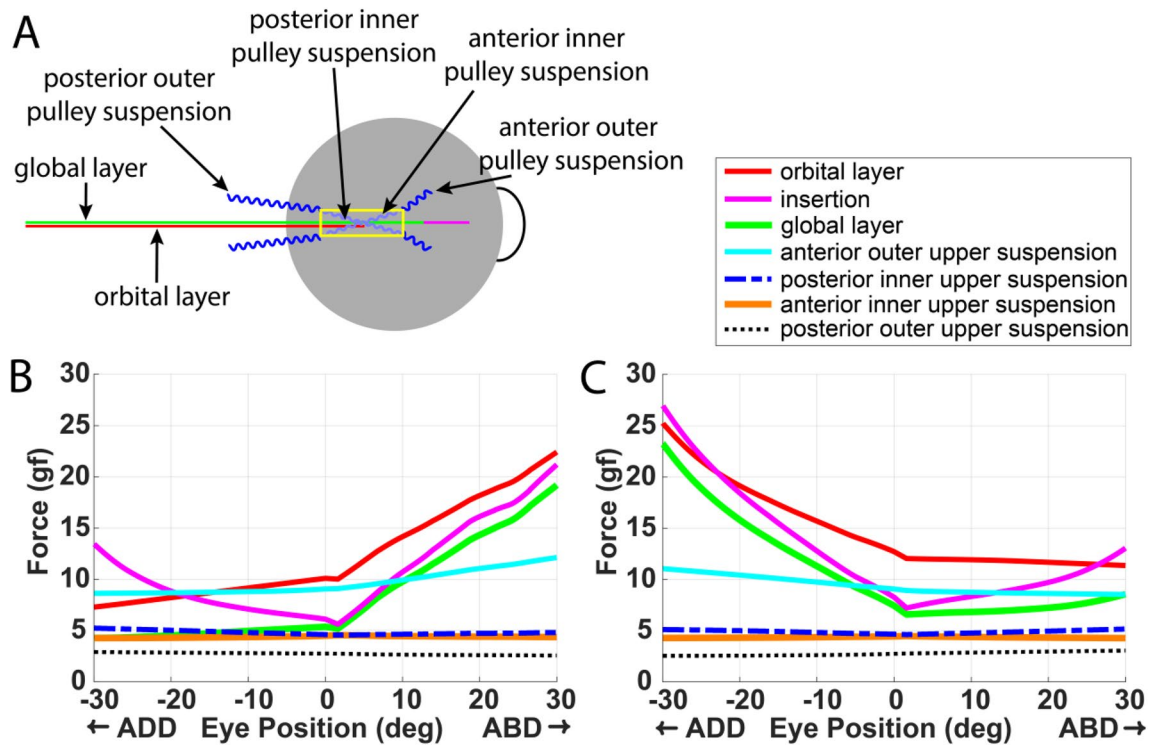 A
posterior inner
pulley suspension
anterior inner
pulley suspension
posterior outer
pulley suspension
anterior outer
pulley suspension
global layer
orbital layer
orbital layer
insertion
global layer
anterior outer upper suspension
posterior inner upper suspension
anterior inner upper suspension
posterior outer upper suspension
B
30
25
20
15
10
5
0
Force (gf)
-30 -20 -10 0 10 20 30
← ADD Eye Position (deg) ABD →
C
30
25
20
15
10
5
0
Force (gf)
-30 -20 -10 0 10 20 30
← ADD Eye Position (deg) ABD →